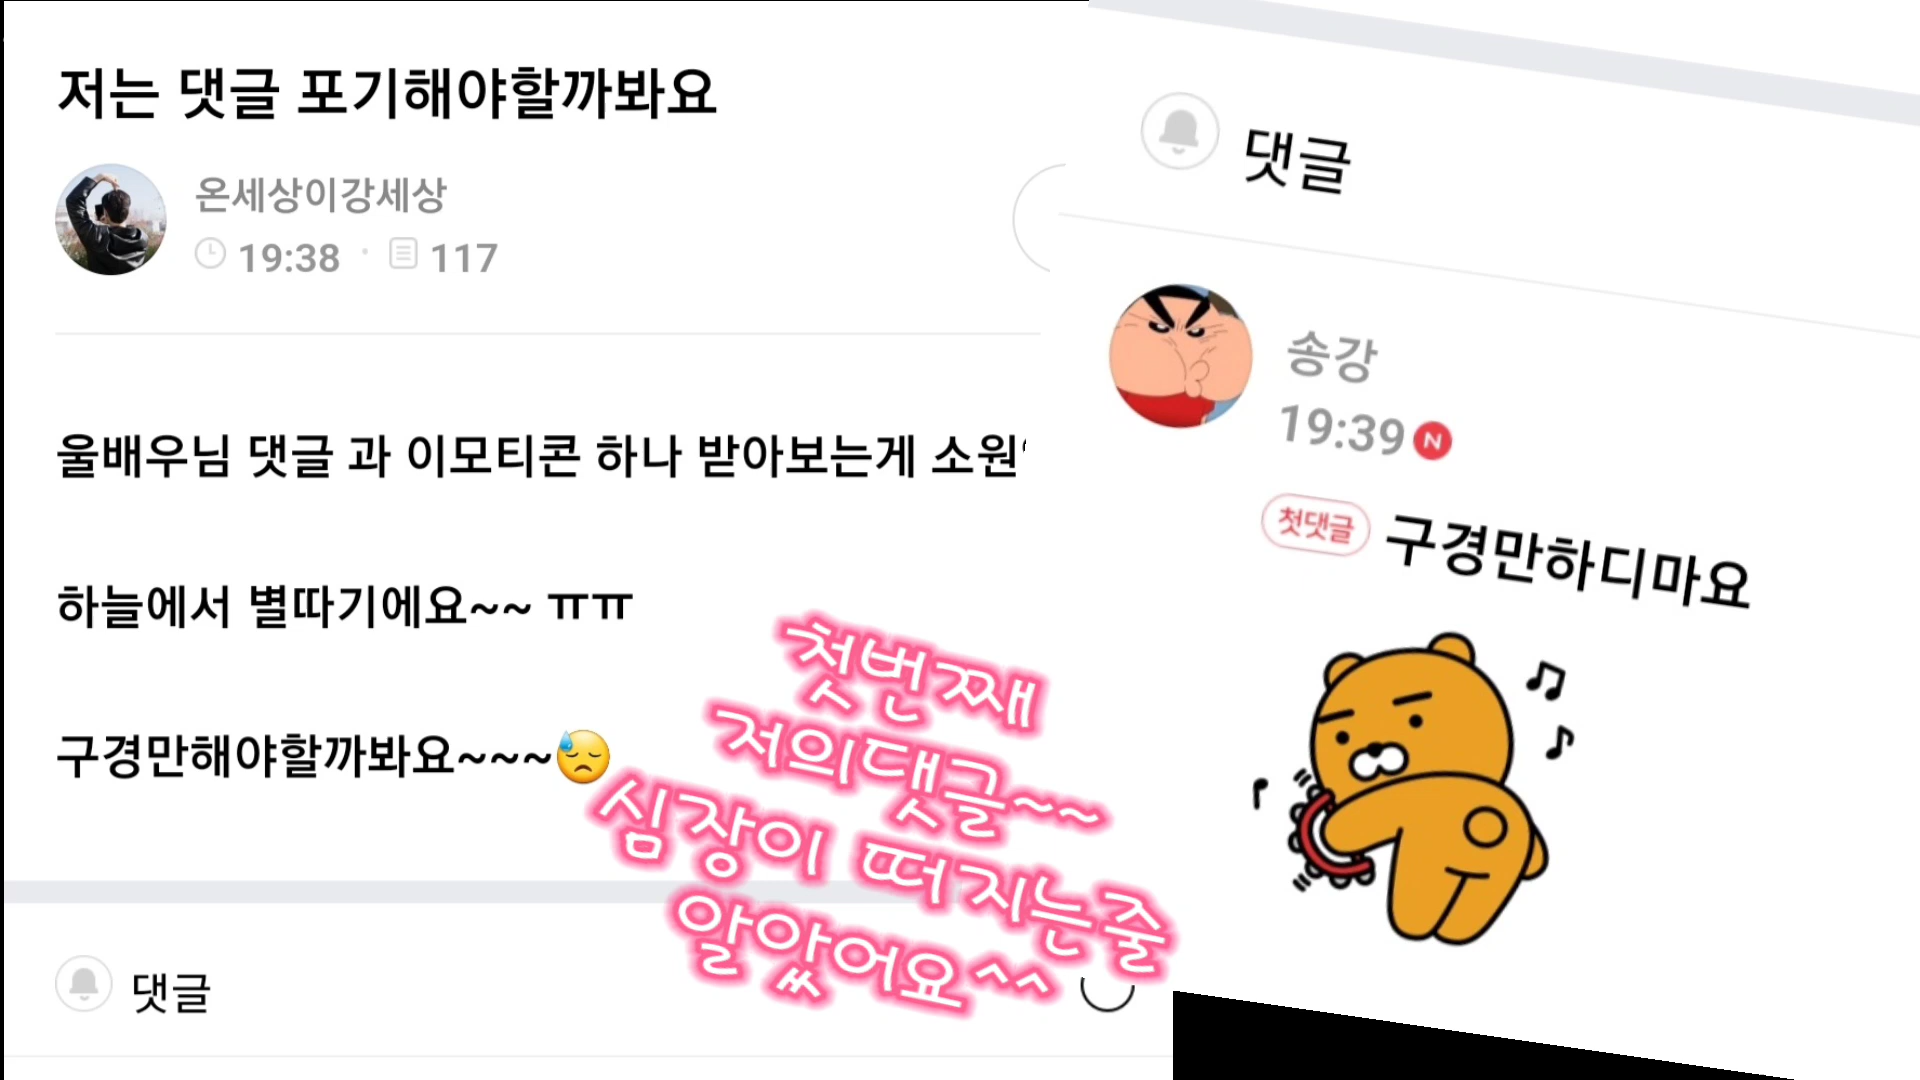 저는 댓글 포기해야할까봐요
온세상이강세상
19:38 · 117
울배우님 댓글 과 이모티콘 하나 받아보는게 소원
하늘에서 별따기에요~~ ㅠㅠ
구경만해야할까봐요~~~😓
댓글
댓글
송강
19:39 N
첫댓글 구경만하디마요
첫번째
저의댓글~~
심장이 떠지는줄
알았어요^^